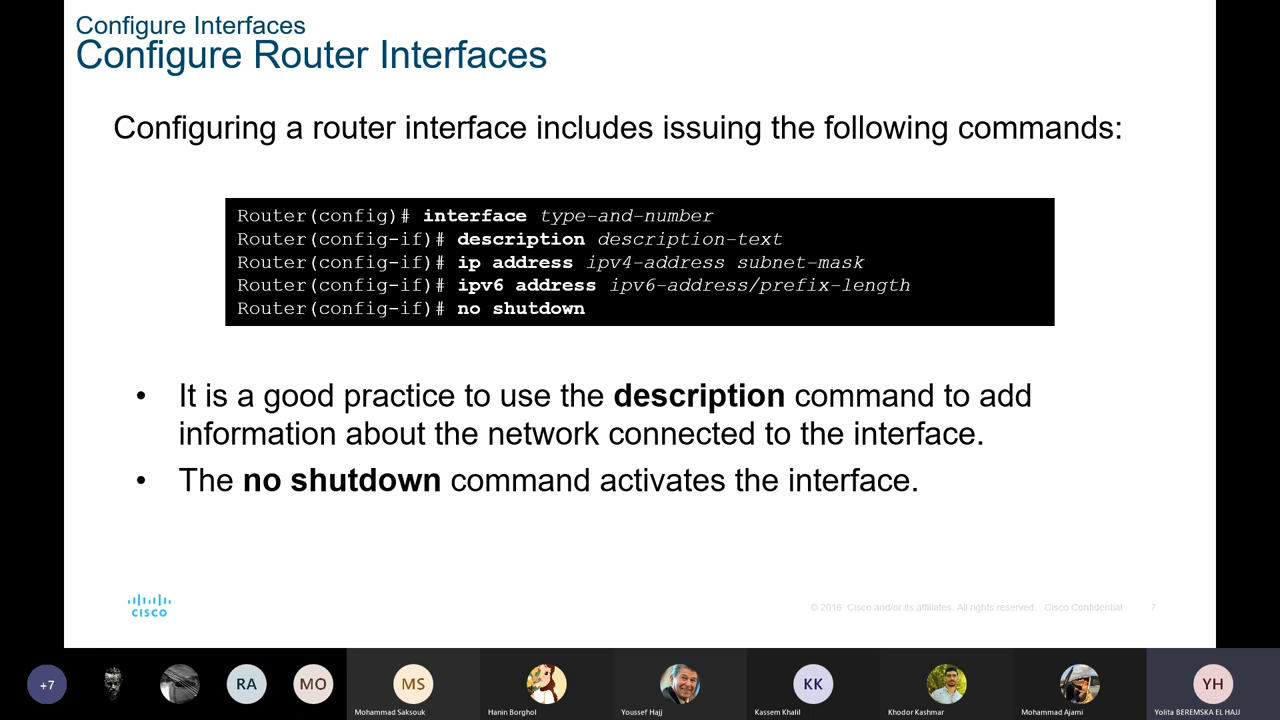 Configure Interfaces
Configure Router Interfaces
Configuring a router interface includes issuing the following commands:
Router(config)# interface type-and-number
Router(config-if)# description description-text
Router(config-if)# ip address ipv4-address subnet-mask
Router(config-if)# ipv6 address ipv6-address/prefix-length
Router(config-if)# no shutdown
• It is a good practice to use the description command to add
information about the network connected to the interface.
• The no shutdown command activates the interface.
CISCO
© 2016 Cisco and/or its affiliates. All rights reserved. Cisco Confidential 7
+7 RA MO MS KK YH
Mohammad Saksouk Hanin Borghol Youssef Hajj Kassem Khalil Khodor Kashmar Mohammad Ajami Yolita BEREMSKA EL HAJJ